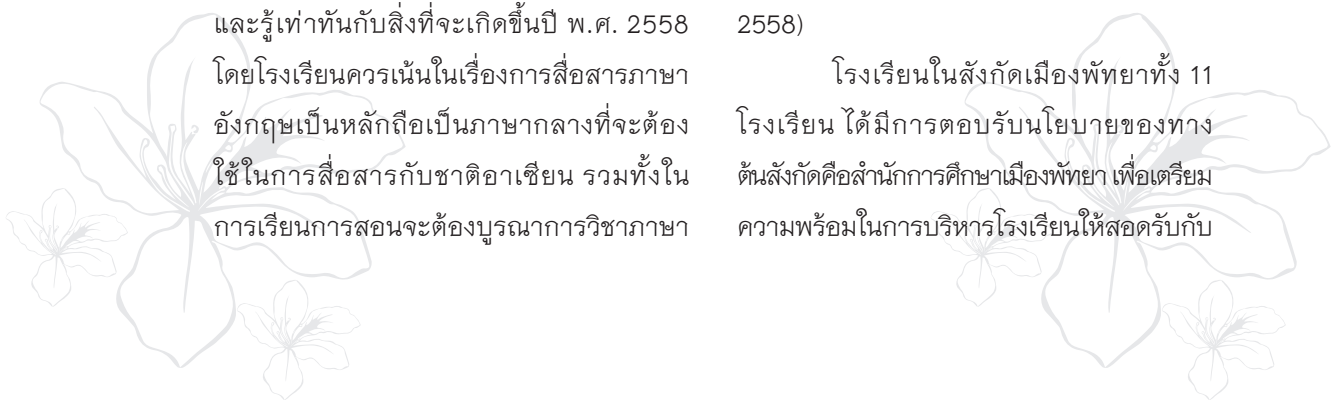 และรู้เท่าทันกับสิ่งที่จะเกิดขึ้นปี พ.ศ. 2558
โดยโรงเรียนควรเน้นในเรื่องการสื่อสารภาษา
อังกฤษเป็นหลักถือเป็นภาษากลางที่จะต้อง
ใช้ในการสื่อสารกับชาติอาเซียน รวมทั้งใน
การเรียนการสอนจะต้องบูรณาการวิชาภาษา
2558)
โรงเรียนในสังกัดเมืองพัทยาทั้ง 11
โรงเรียน ได้มีการตอบรับนโยบายของทาง
ต้นสังกัดคือสำนักการศึกษาเมืองพัทยา เพื่อเตรียม
ความพร้อมในการบริหารโรงเรียนให้สอดรับกับ